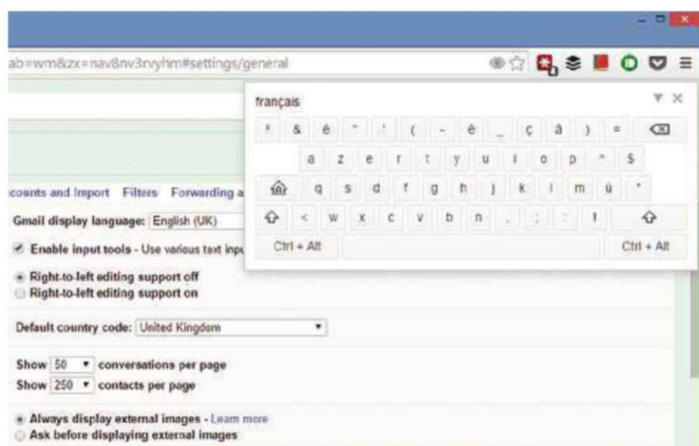 ab=wm&zx=nav8nv3rvyhm#settings/general
français
& é " ' ( - è _ ç à ) =
a z e r t y u i o p ^ $
q s d f g h j k l m ù *
< w x c v b n , ; : !
Ctrl + Alt Ctrl + Alt
counts and Import Filters Forwarding a
Gmail display language: English (UK)
Enable input tools - Use various text inpu
Right-to-left editing support off
Right-to-left editing support on
Default country code: United Kingdom
Show 50 conversations per page
Show 250 contacts per page
Always display external images - Learn more
Ask before displaying external images